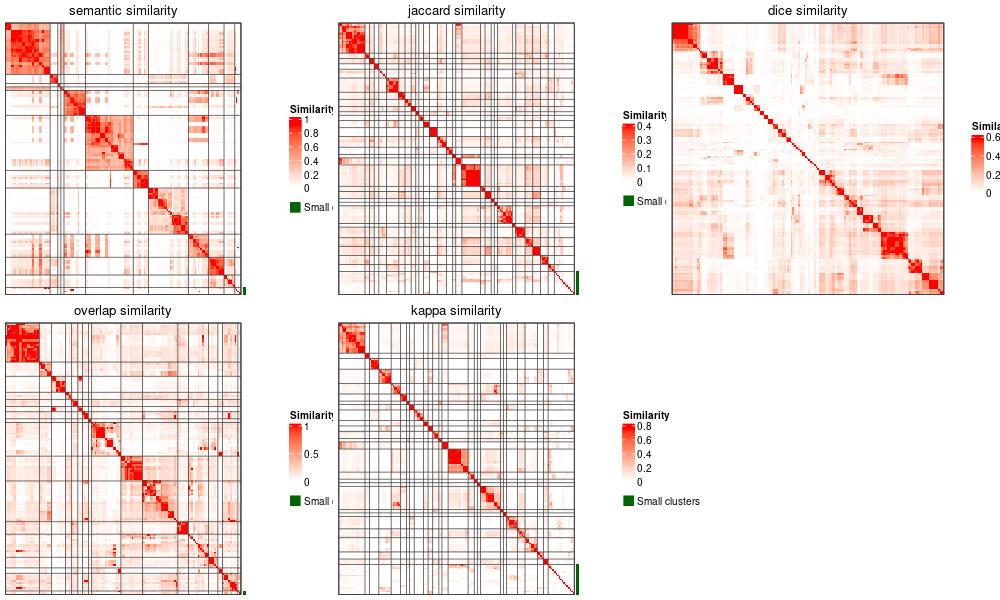 semantic similarity
Similarity
1
0.8
0.6
0.4
0.2
0
Small
jaccard similarity
Similarity
0.4
0.3
0.2
0.1
0
Small
dice similarity
0.6
0.4
0.2
0
overlap similarity
Similarity
1
0.5
0
Small
kappa similarity
Similarity
0.8
0.6
0.4
0.2
0
Small clusters